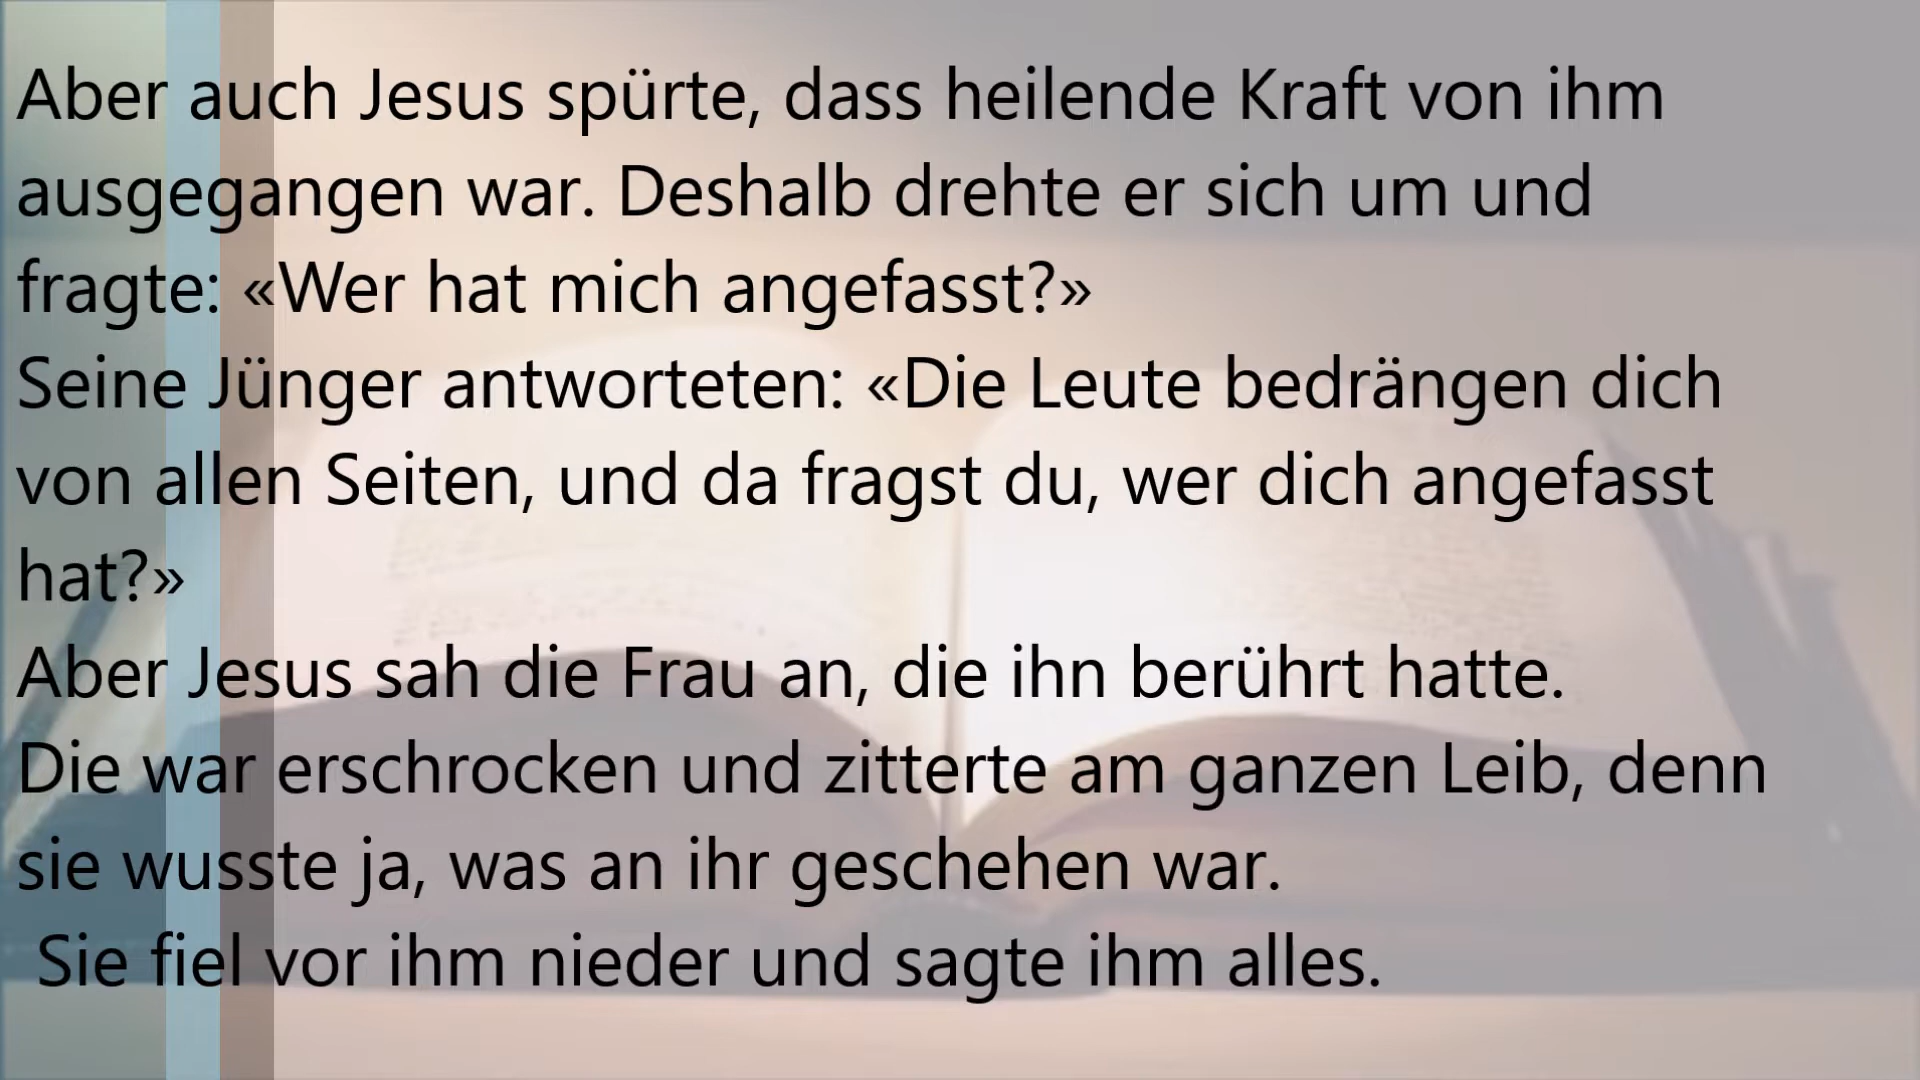 Aber auch Jesus spürte, dass heilende Kraft von ihm
ausgegangen war. Deshalb drehte er sich um und
fragte: «Wer hat mich angefasst?»
Seine Jünger antworteten: «Die Leute bedrängen dich
von allen Seiten, und da fragst du, wer dich angefasst
hat?»
Aber Jesus sah die Frau an, die ihn berührt hatte.
Die war erschrocken und zitterte am ganzen Leib, denn
sie wusste ja, was an ihr geschehen war.
Sie fiel vor ihm nieder und sagte ihm alles.